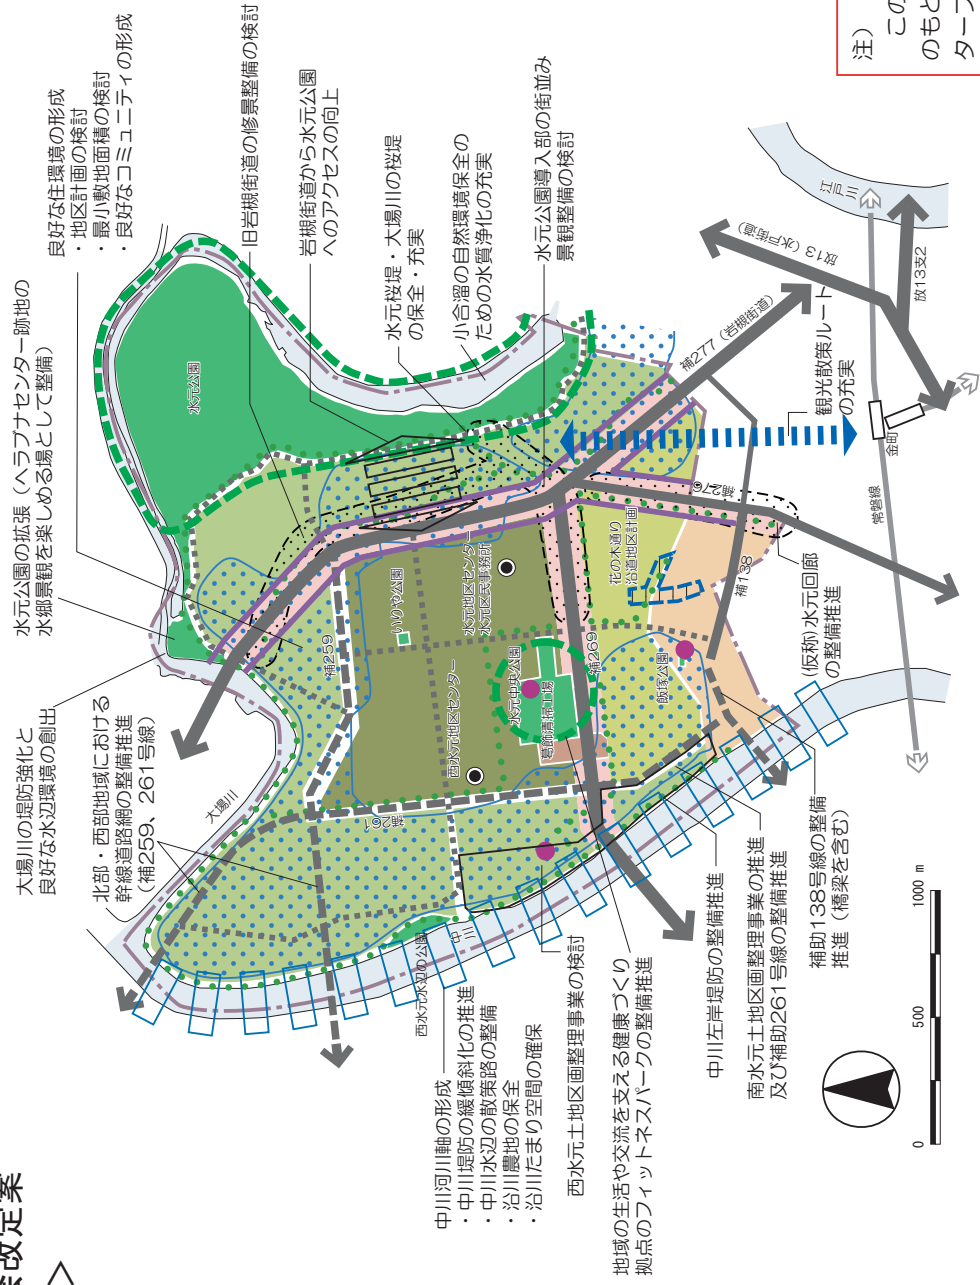 改定案
＞
大場川の堤防強化と
良好な水辺環境の創出
北部・西部地域における
幹線道路網の整備推進
（補259、261号線）
水元公園の拡張（ヘラブナセンター跡地の
水郷景観を楽しめる場として整備）
良好な住環境の形成
・地区計画の検討
・最小敷地面積の検討
・良好なコミュニティの形成
旧岩槻街道の修景整備の検討
岩槻街道から水元公園
へのアクセスの向上
水元桜堤・大場川の桜堤
の保全・充実
小合溜の自然環境保全の
ための水質浄化の充実
水元公園導入部の街並み
景観整備の検討
観光散策ルート
の充実
（仮称）水元回廊
の整備推進
補助138号線の整備
推進（橋梁を含む）
南水元土地区画整理事業の推進
及び補助261号線の整備推進
中川左岸堤防の整備推進
地域の生活や交流を支える健康づくり
拠点のフィットネスパークの整備推進
西水元土地区画整理事業の検討
中川河川軸の形成
・中川堤防の緩傾斜化の推進
・中川水辺の散策路の整備
・沿川農地の保全
・沿川たまり空間の確保
水元公園
大場川
補259
補261
いりや公園
水元地区センター
水元区民事務所
西水元地区センター
水元中央公園
葛飾清掃工場
補269
花の木通り
沿道地区計画
飯塚公園
補276
補138
補277（岩槻街道）
放13（水戸街道）
放13支2
江戸川
常磐線
金町
中川
西水元水辺の公園
0
500
1000 m
注）
この
のもと
ターフ